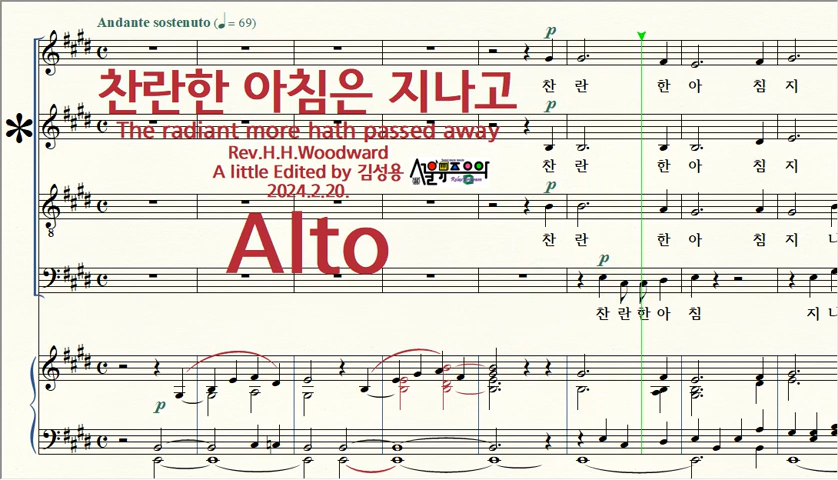 Andante sostenuto (♩= 69)
p
찬 란 한 아 침 지
찬란한 아침은 지나고
p
The radiant more hath passed away
Rev.H.H.Woodward
찬 란 한 아 침 지
A little Edited by 김성용
2024.2.20.
p
8
Alto
찬 란 한 아 침 지
p
찬 란 한 아 침 지
p